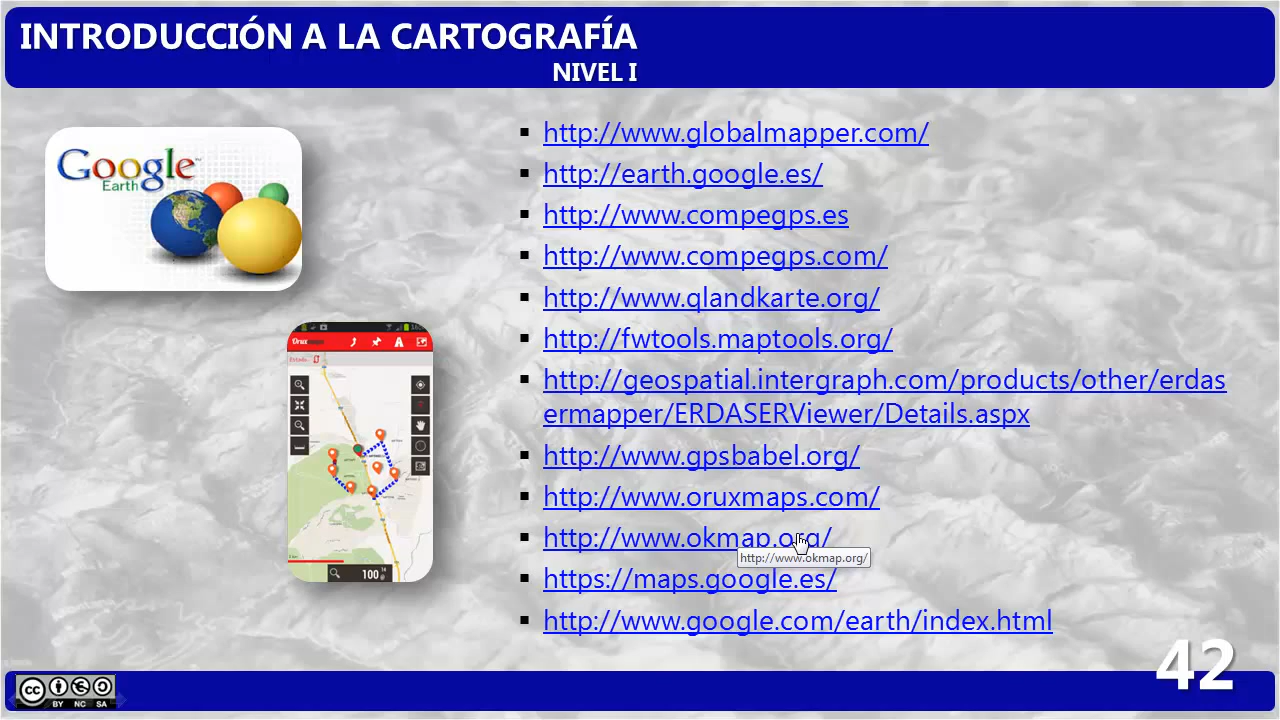 INTRODUCCIÓN A LA CARTOGRAFÍA
NIVEL I
Google
Earth
http://www.globalmapper.com/
http://earth.google.es/
http://www.compegps.es
http://www.compegps.com/
http://www.qlandkarte.org/
http://fwtools.maptools.org/
http://geospatial.intergraph.com/products/other/erdas
ermapper/ERDASERViewer/Details.aspx
http://www.gpsbabel.org/
http://www.oruxmaps.com/
http://www.okmap.org/
http://www.okmap.org/
https://maps.google.es/
http://www.google.com/earth/index.html
Orux
100
42
cc
BY NC SA